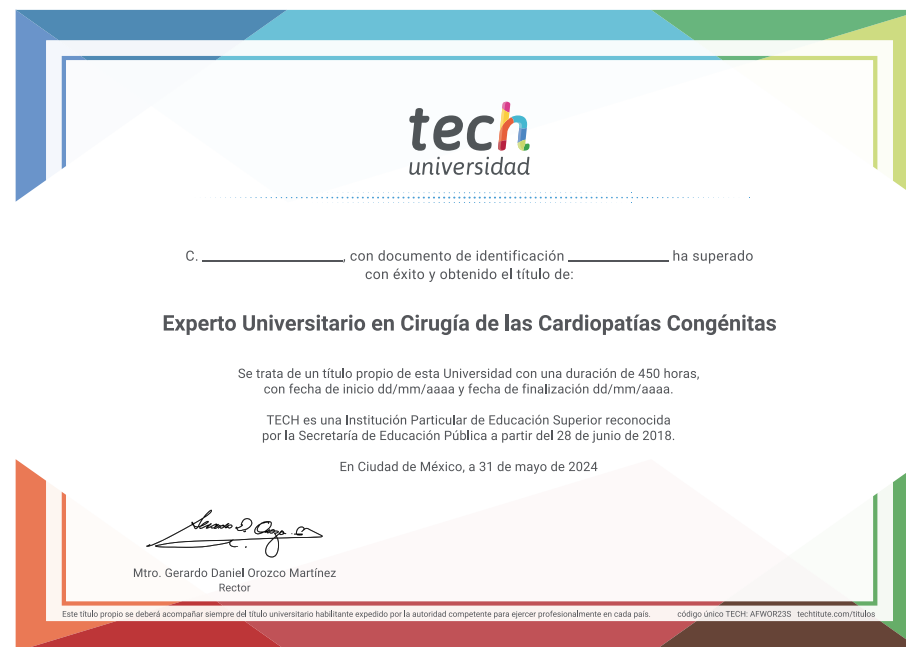 tech
universidad
C. ____________, con documento de identificación ____________ ha superado
con éxito y obtenido el título de:
Experto Universitario en Cirugía de las Cardiopatías Congénitas
Se trata de un título propio de esta Universidad con una duración de 450 horas,
con fecha de inicio dd/mm/aaaa y fecha de finalización dd/mm/aaaa.
TECH es una Institución Particular de Educación Superior reconocida
por la Secretaría de Educación Pública a partir del 28 de junio de 2018.
En Ciudad de México, a 31 de mayo de 2024
Mtro. Gerardo Daniel Orozco Martínez
Rector
Este título propio se deberá acompañar siempre del título universitario habilitante expedido por la autoridad competente para ejercer profesionalmente en cada país. código único TECH: AFWOR23S techtitute.com/titulos